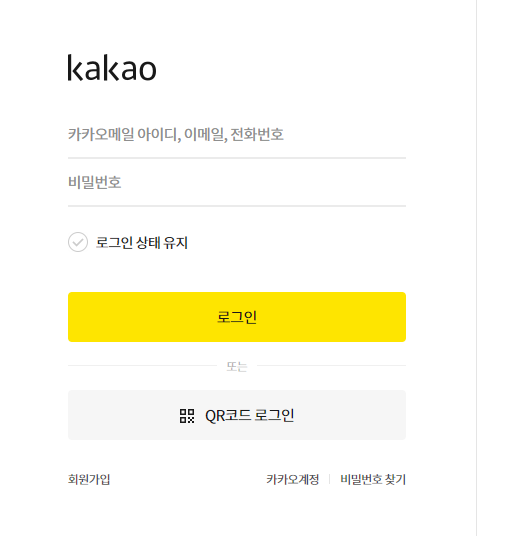 kakao
카카오메일 아이디, 이메일, 전화번호
비밀번호
로그인 상태 유지
로그인
또는
QR코드 로그인
회원가입 카카오계정 비밀번호 찾기